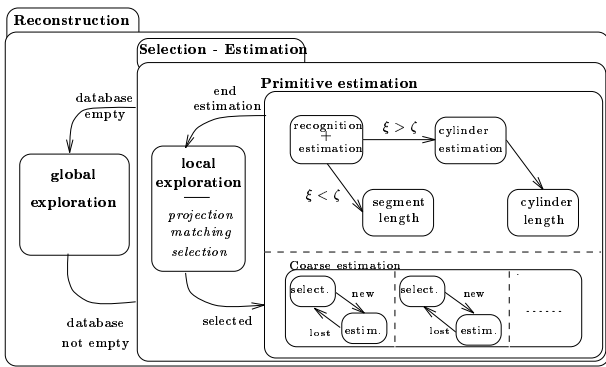 Reconstruction
Selection - Estimation
Primitive estimation
database
empty
end
estimation
global
exploration
local
exploration
projection
matching
selection
recognition
+
estimation
ξ > ζ
cylinder
estimation
ξ < ζ
segment
length
cylinder
length
database
not empty
selected
Coarse estimation
select.
new
lost
estim.
select.
new
lost
estim.
......